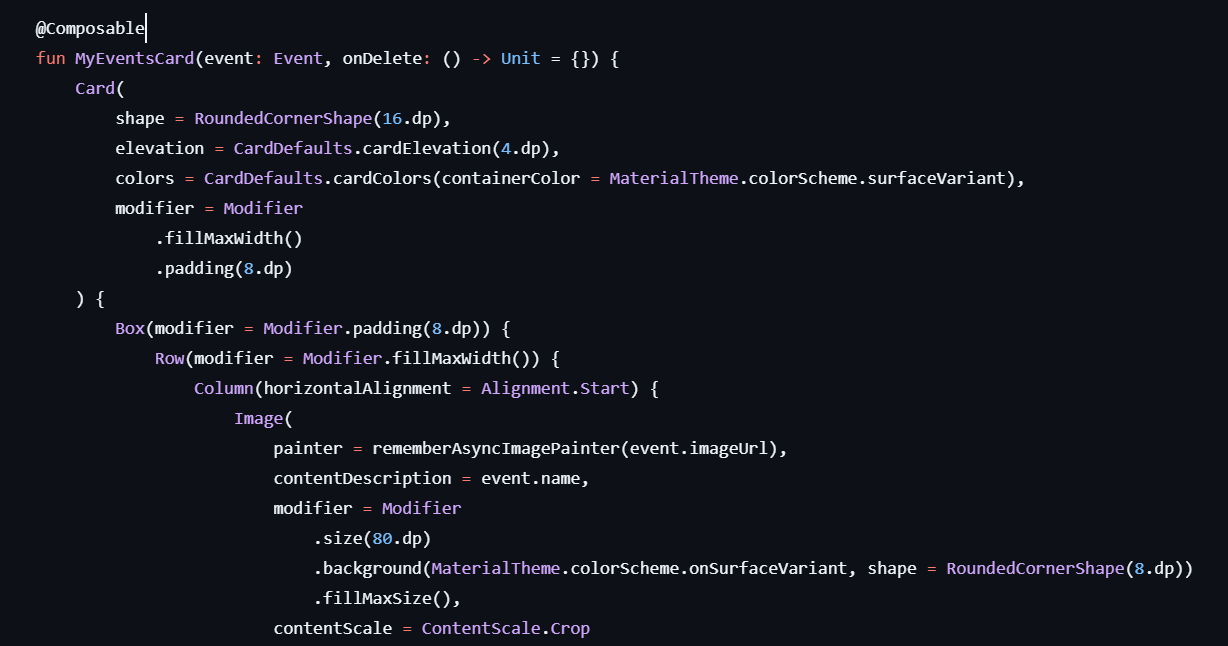 @Composable
fun MyEventsCard(event: Event, onDelete: () -> Unit = {}) {
    Card(
        shape = RoundedCornerShape(16.dp),
        elevation = CardDefaults.cardElevation(4.dp),
        colors = CardDefaults.cardColors(containerColor = MaterialTheme.colorScheme.surfaceVariant),
        modifier = Modifier
            .fillMaxWidth()
            .padding(8.dp)
    ) {
        Box(modifier = Modifier.padding(8.dp)) {
            Row(modifier = Modifier.fillMaxWidth()) {
                Column(horizontalAlignment = Alignment.Start) {
                    Image(
                        painter = rememberAsyncImagePainter(event.imageUrl),
                        contentDescription = event.name,
                        modifier = Modifier
                            .size(80.dp)
                            .background(MaterialTheme.colorScheme.onSurfaceVariant, shape = RoundedCornerShape(8.dp))
                            .fillMaxSize(),
                        contentScale = ContentScale.Crop